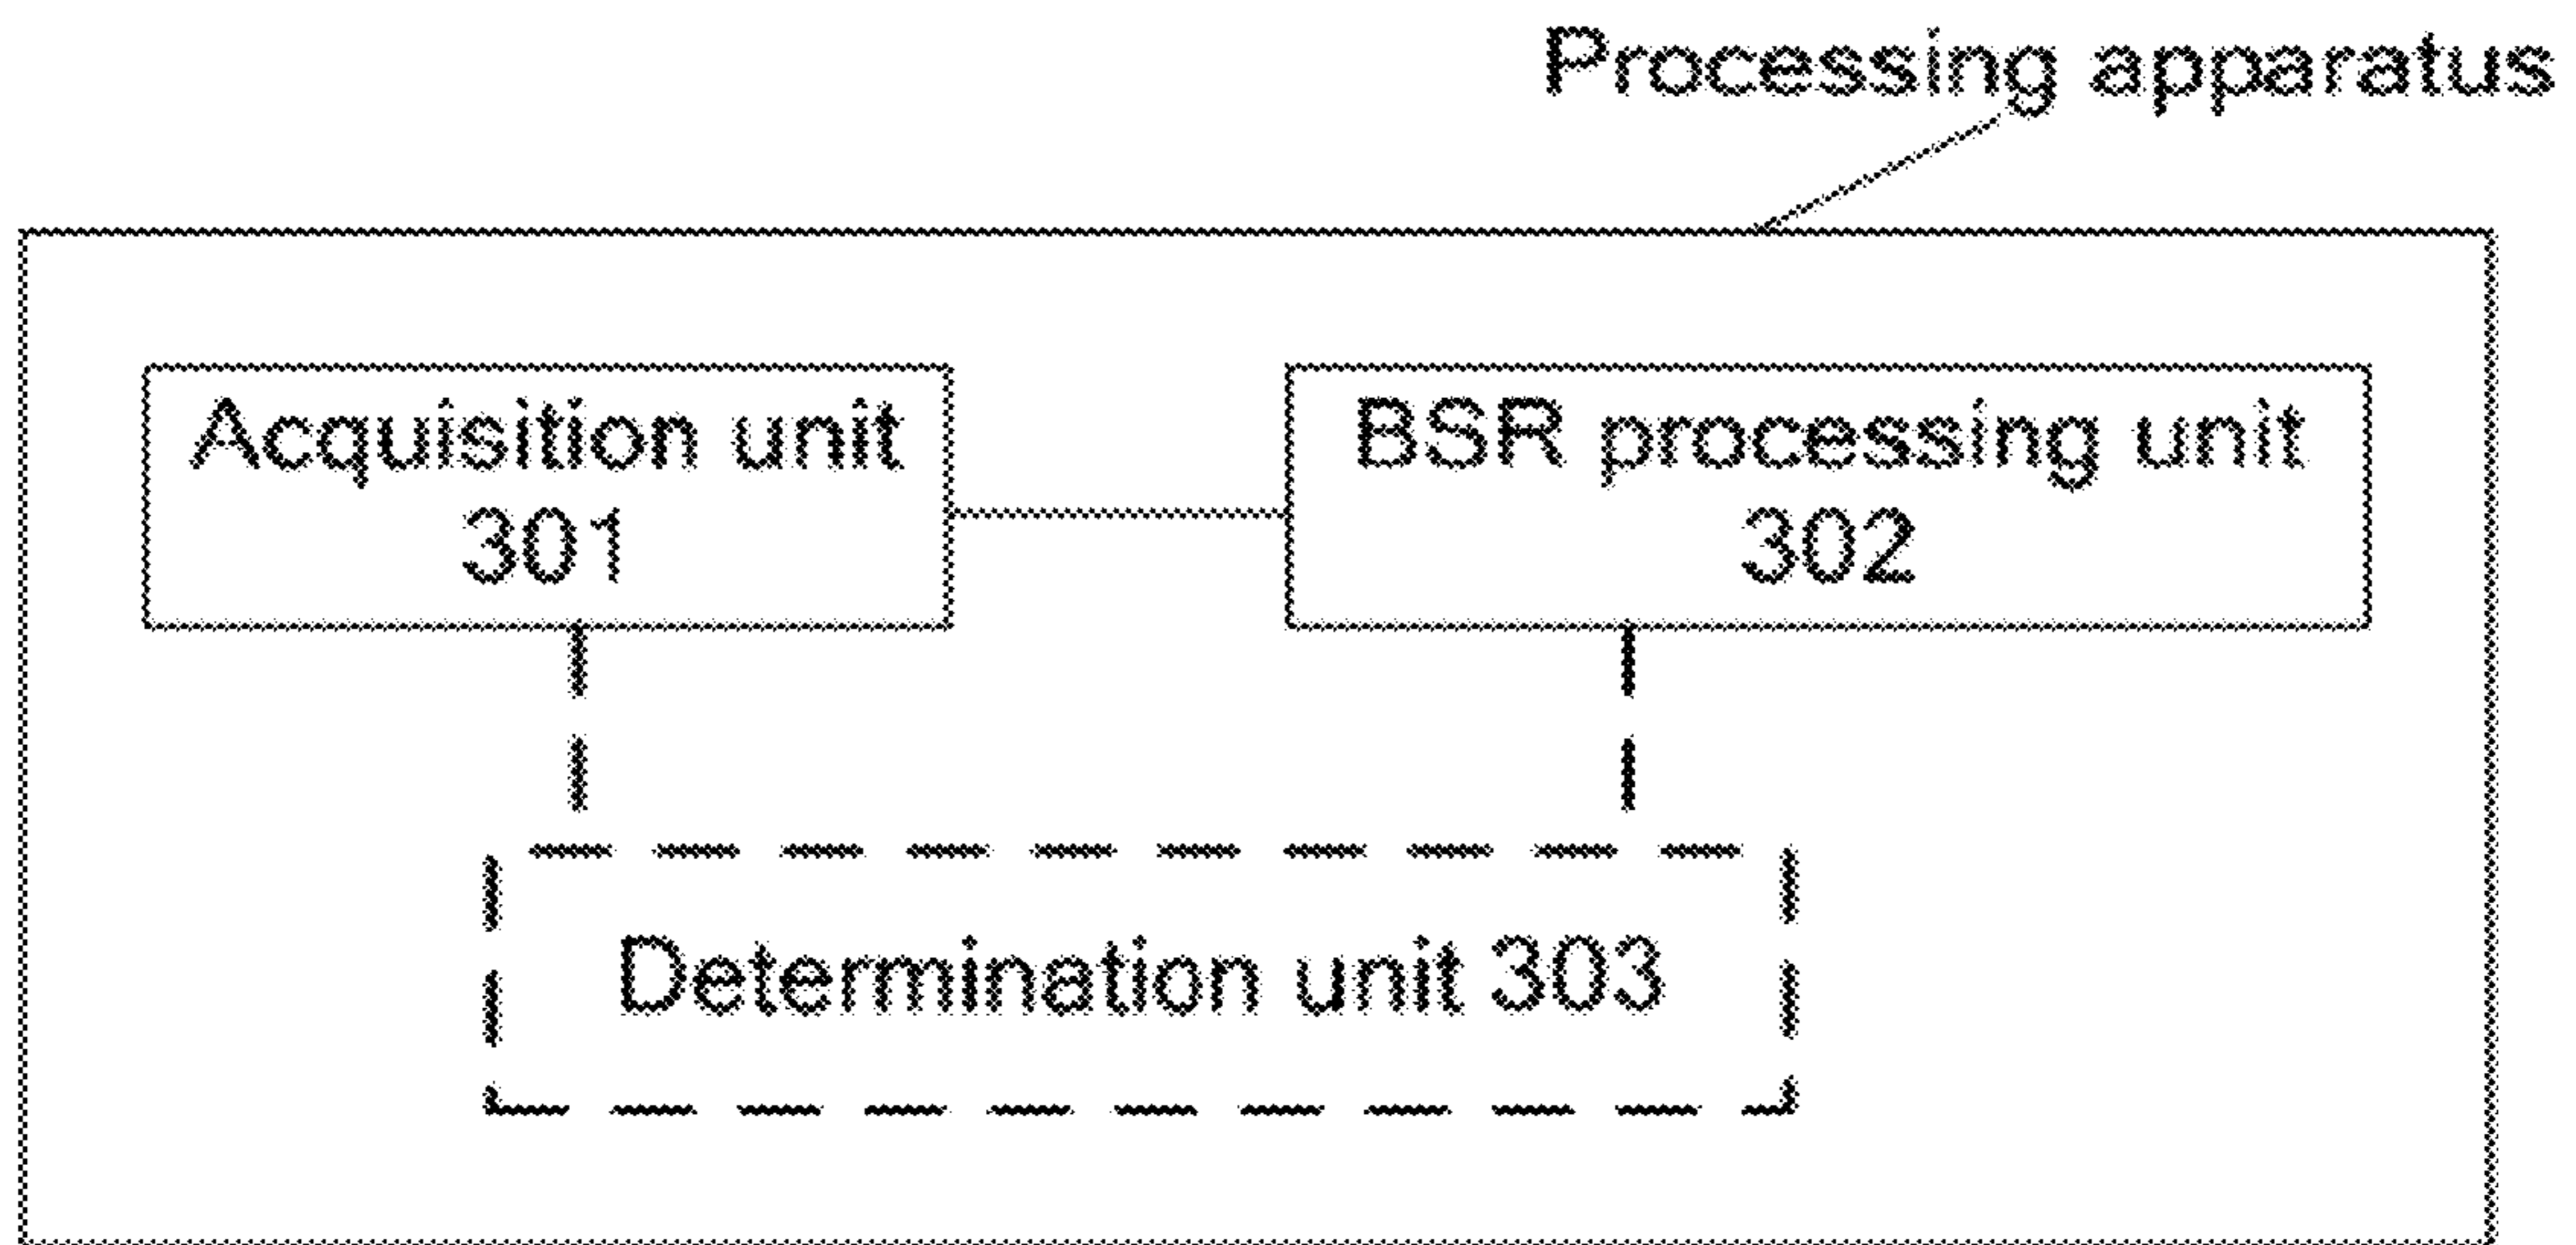 Processing apparatus
Acquisition unit
301
BSR processing unit
302
Determination unit 303